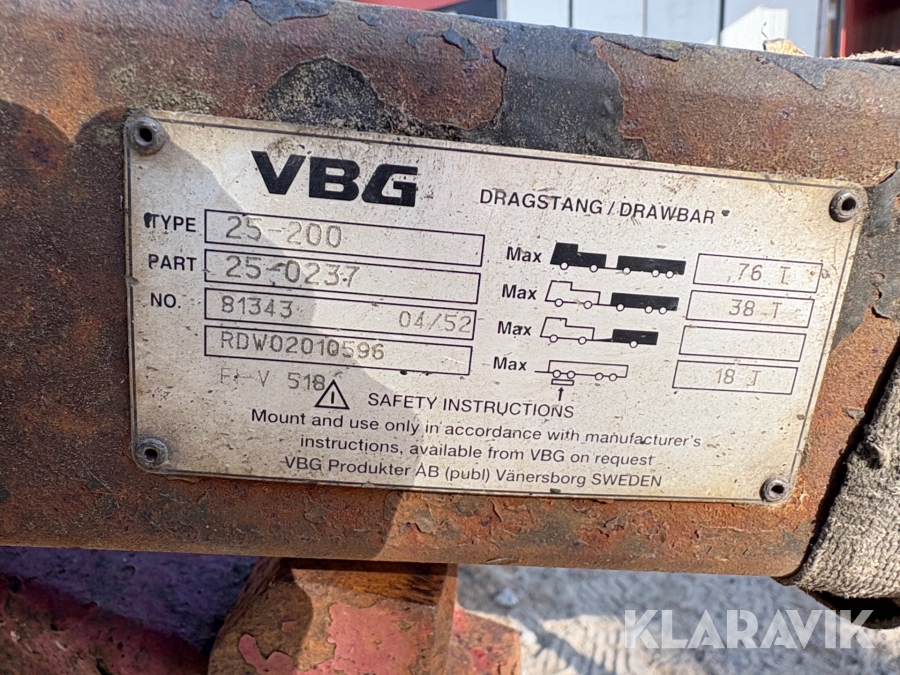 VBG
DRAGSTANG / DRAWBAR
TYPE 25-200
PART 25-0237
NO. 81343 04/52
RDW02010596
V 518
Max 76 T
Max 38 T
Max
Max 18 T
SAFETY INSTRUCTIONS
Mount and use only in accordance with manufacturer's
instructions, available from VBG on request
VBG Produkter AB (publ) Vänersborg SWEDEN
KLARAVIK